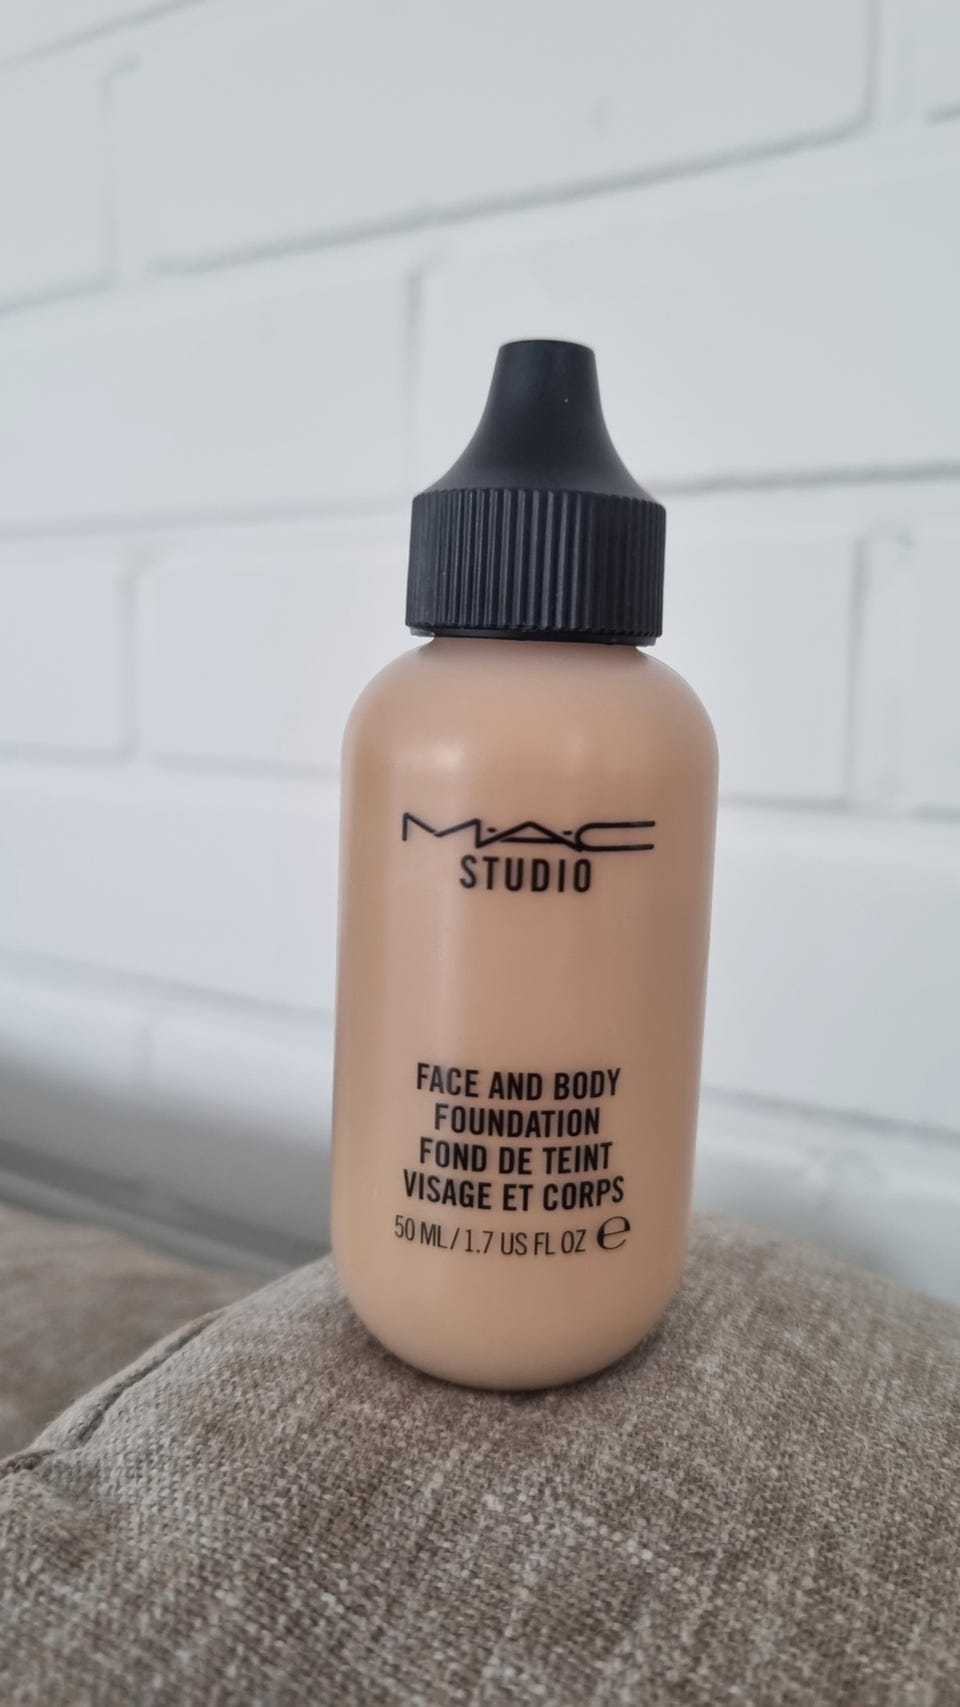 M·A·C
STUDIO
FACE AND BODY
FOUNDATION
FOND DE TEINT
VISAGE ET CORPS
50 ML/1.7 US FL OZ ℮